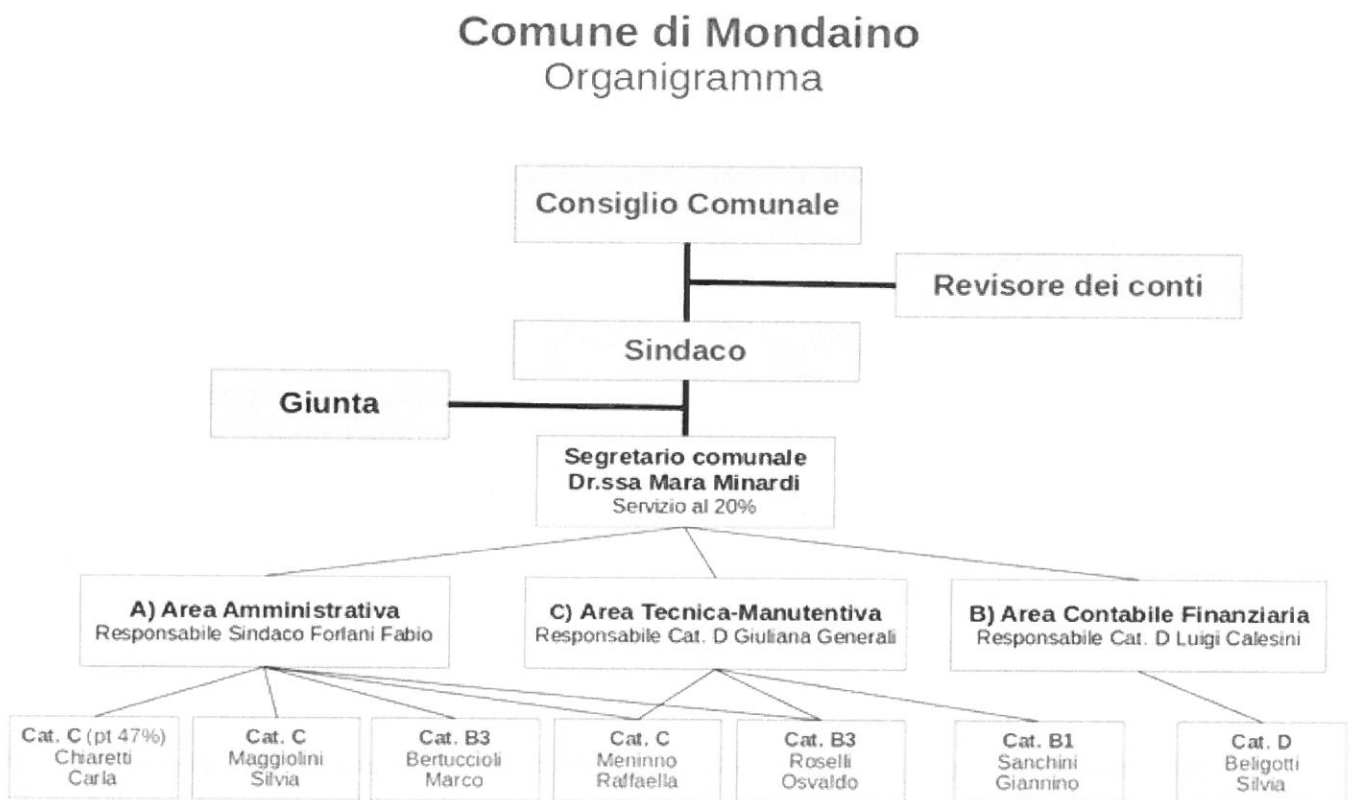 Comune di Mondaino
Organigramma
Consiglio Comunale
Revisore dei conti
Sindaco
Giunta
Segretario comunale
Dr.ssa Mara Minardi
Servizio al 20%
A) Area Amministrativa
Responsabile Sindaco Forlani Fabio
C) Area Tecnica-Manutentiva
Responsabile Cat. D Giuliana Generali
B) Area Contabile Finanziaria
Responsabile Cat. D Luigi Calesini
Cat. C (pt 47%)
Chiaretti
Carla
Cat. C
Maggiolini
Silvia
Cat. B3
Bertuccioli
Marco
Cat. C
Meninno
Raffaella
Cat. B3
Roselli
Osvaldo
Cat. B1
Sanchini
Giannino
Cat. D
Beligotti
Silvia